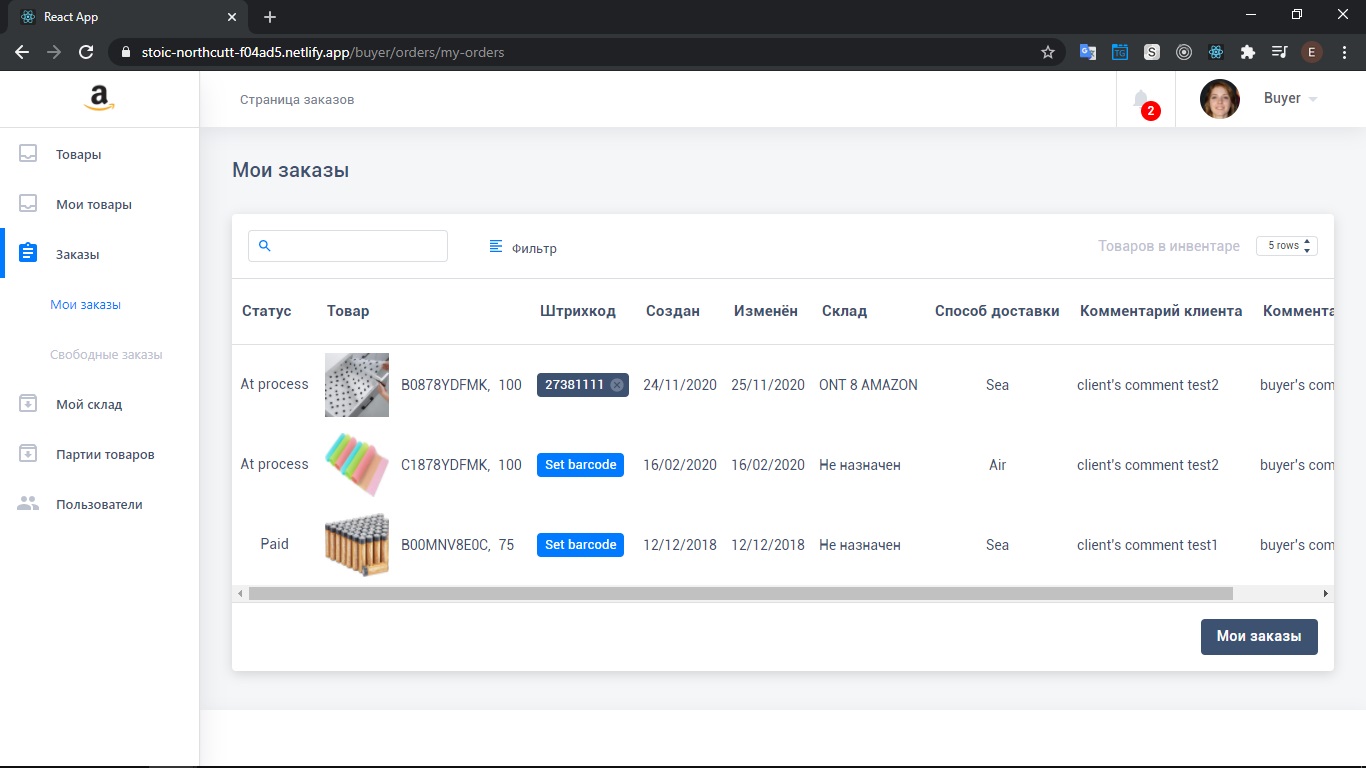 React App
stoic-northcutt-f04ad5.netlify.app/buyer/orders/my-orders
TG
S
E
a
Страница заказов
2
Buyer
Товары
Мои товары
Заказы
Мои заказы
Свободные заказы
Мой склад
Партии товаров
Пользователи
Мои заказы
Фильтр
Товаров в инвентаре
5 rows
Статус Товар Штрихкод Создан Изменён Склад Способ доставки Комментарий клиента Коммента
At process B0878YDFMK, 100 27381111 24/11/2020 25/11/2020 ONT 8 AMAZON Sea client's comment test2 buyer's com
At process C1878YDFMK, 100 Set barcode 16/02/2020 16/02/2020 Не назначен Air client's comment test2 buyer's com
Paid B00MNV8E0C, 75 Set barcode 12/12/2018 12/12/2018 Не назначен Sea client's comment test1 buyer's com
Мои заказы